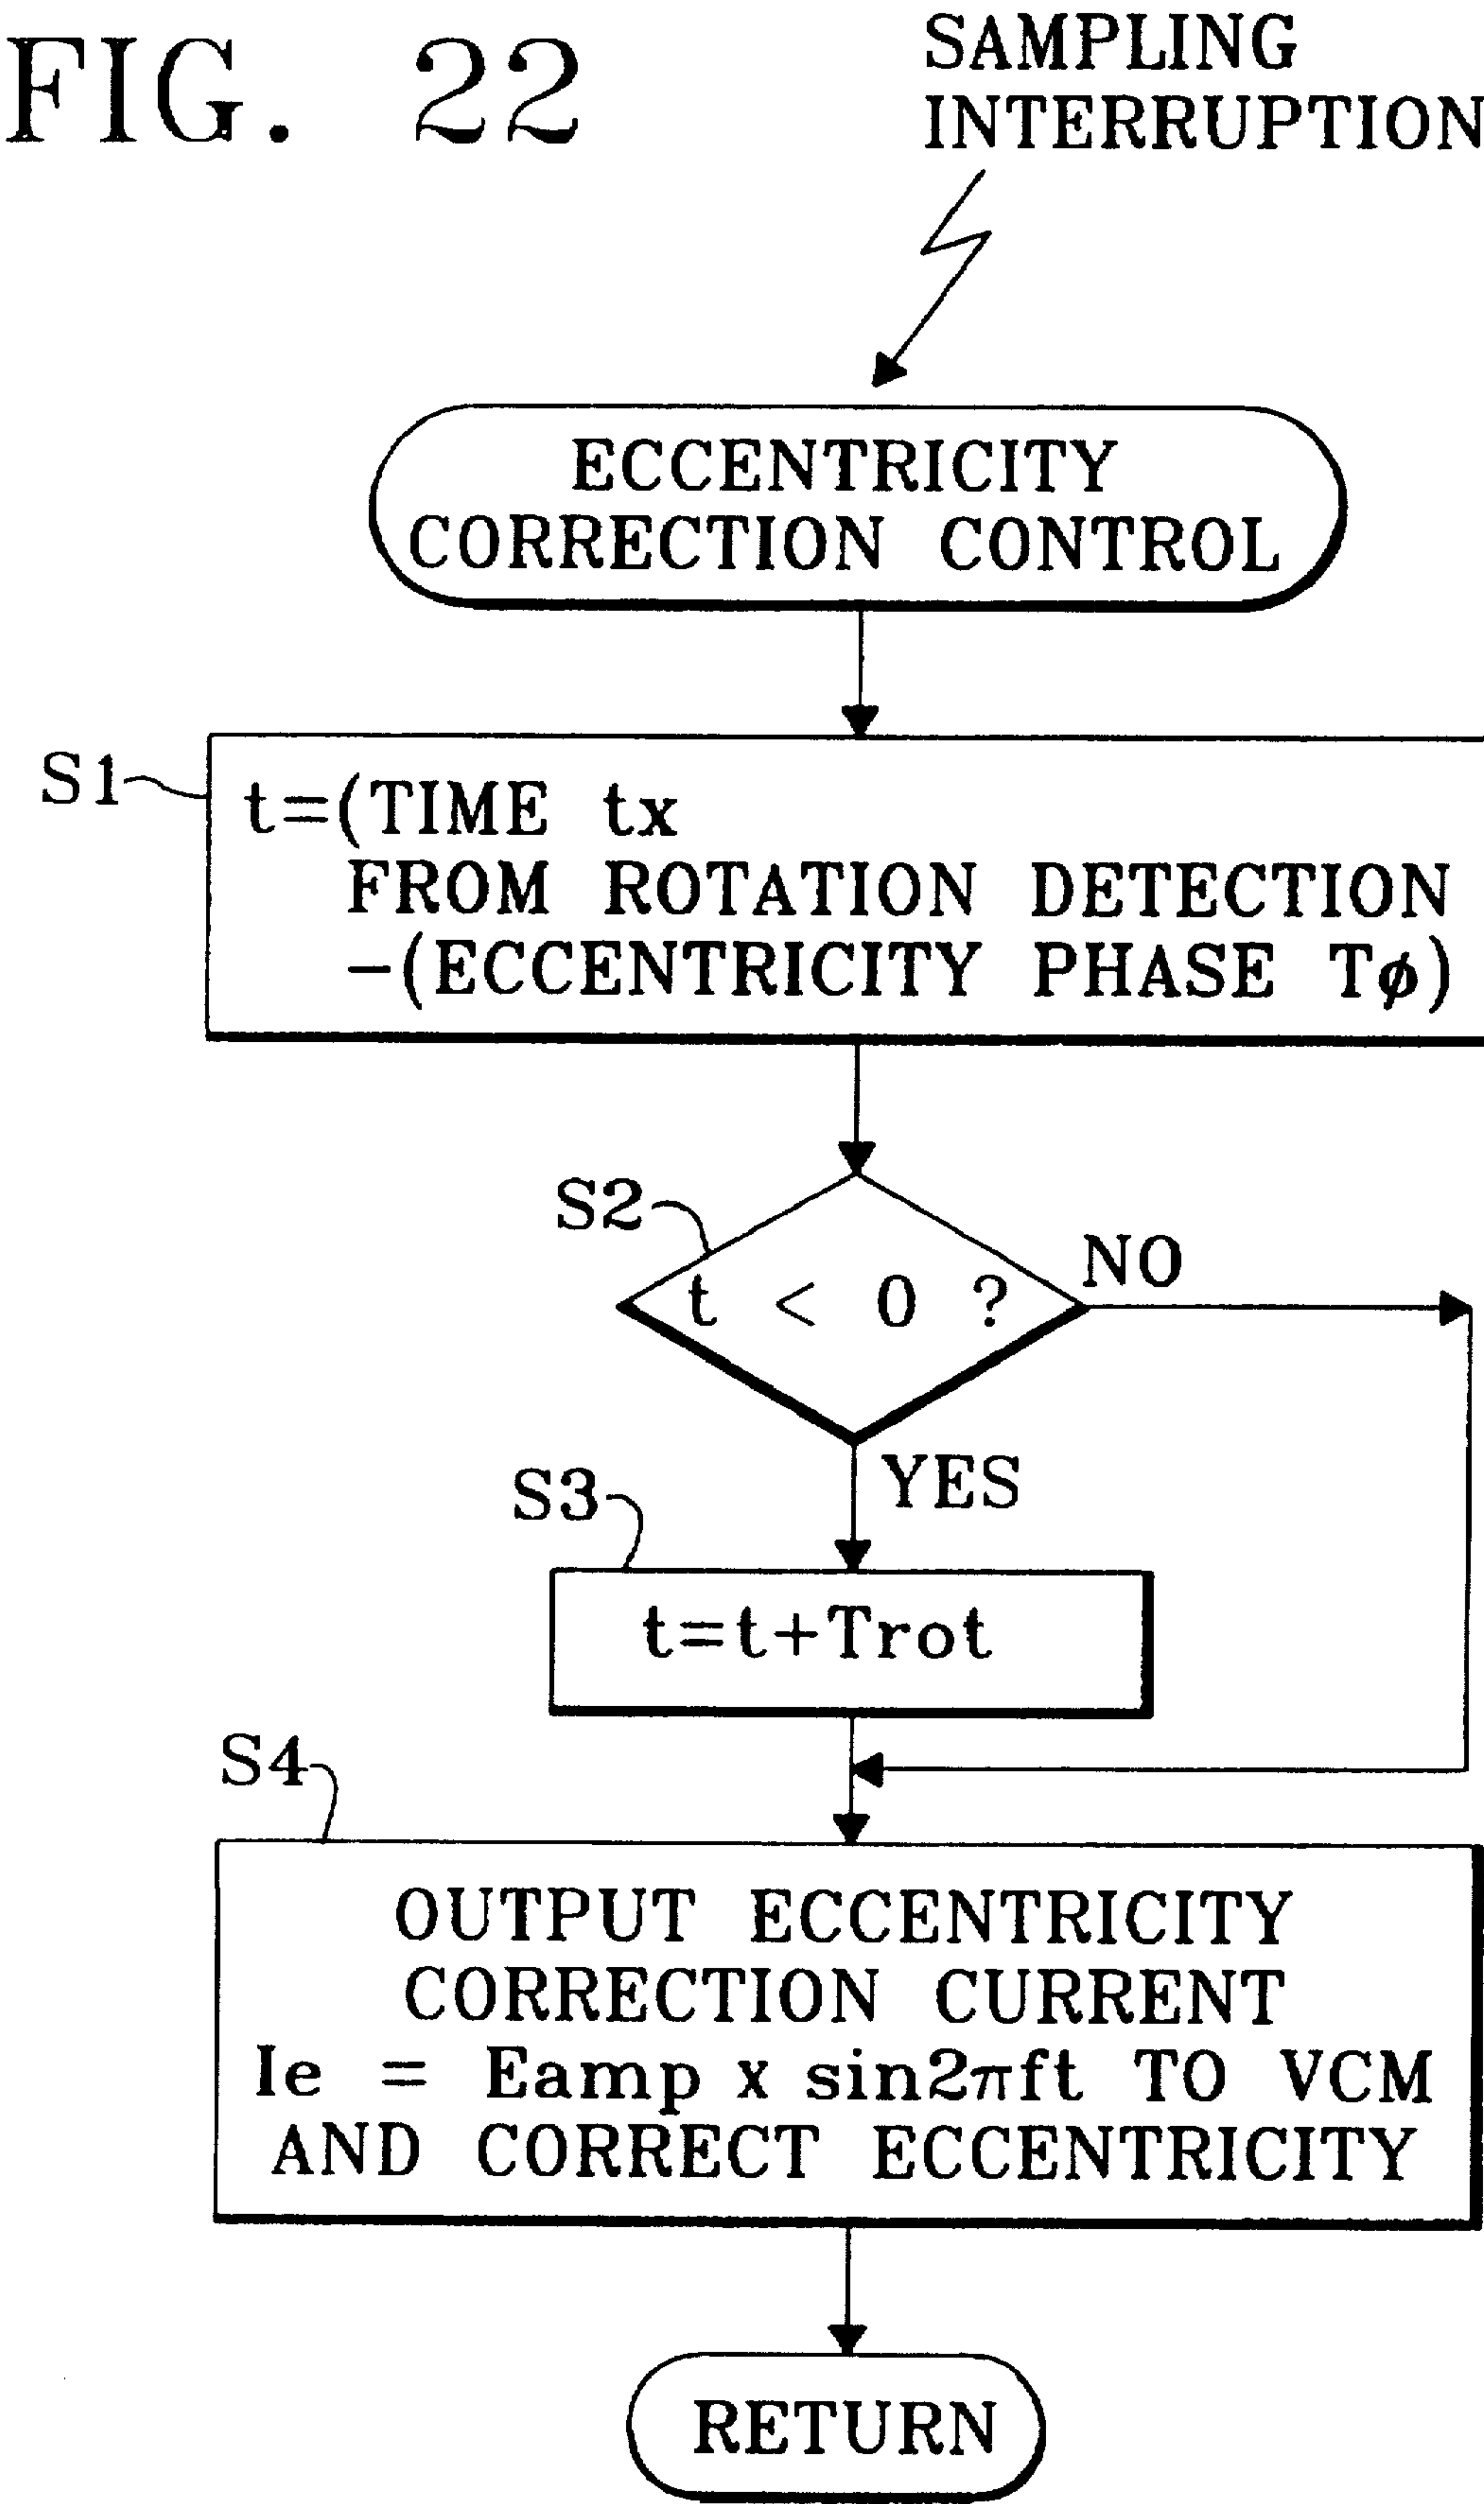 FIG. 22
SAMPLING
INTERRUPTION
ECCENTRICITY
CORRECTION CONTROL
S1
t=(TIME tx
FROM ROTATION DETECTION
-(ECCENTRICITY PHASE Tø)
S2
t < 0 ?
NO
YES
S3
t=t+Trot
S4
OUTPUT ECCENTRICITY
CORRECTION CURRENT
Ie = Eamp x sin2πft TO VCM
AND CORRECT ECCENTRICITY
RETURN